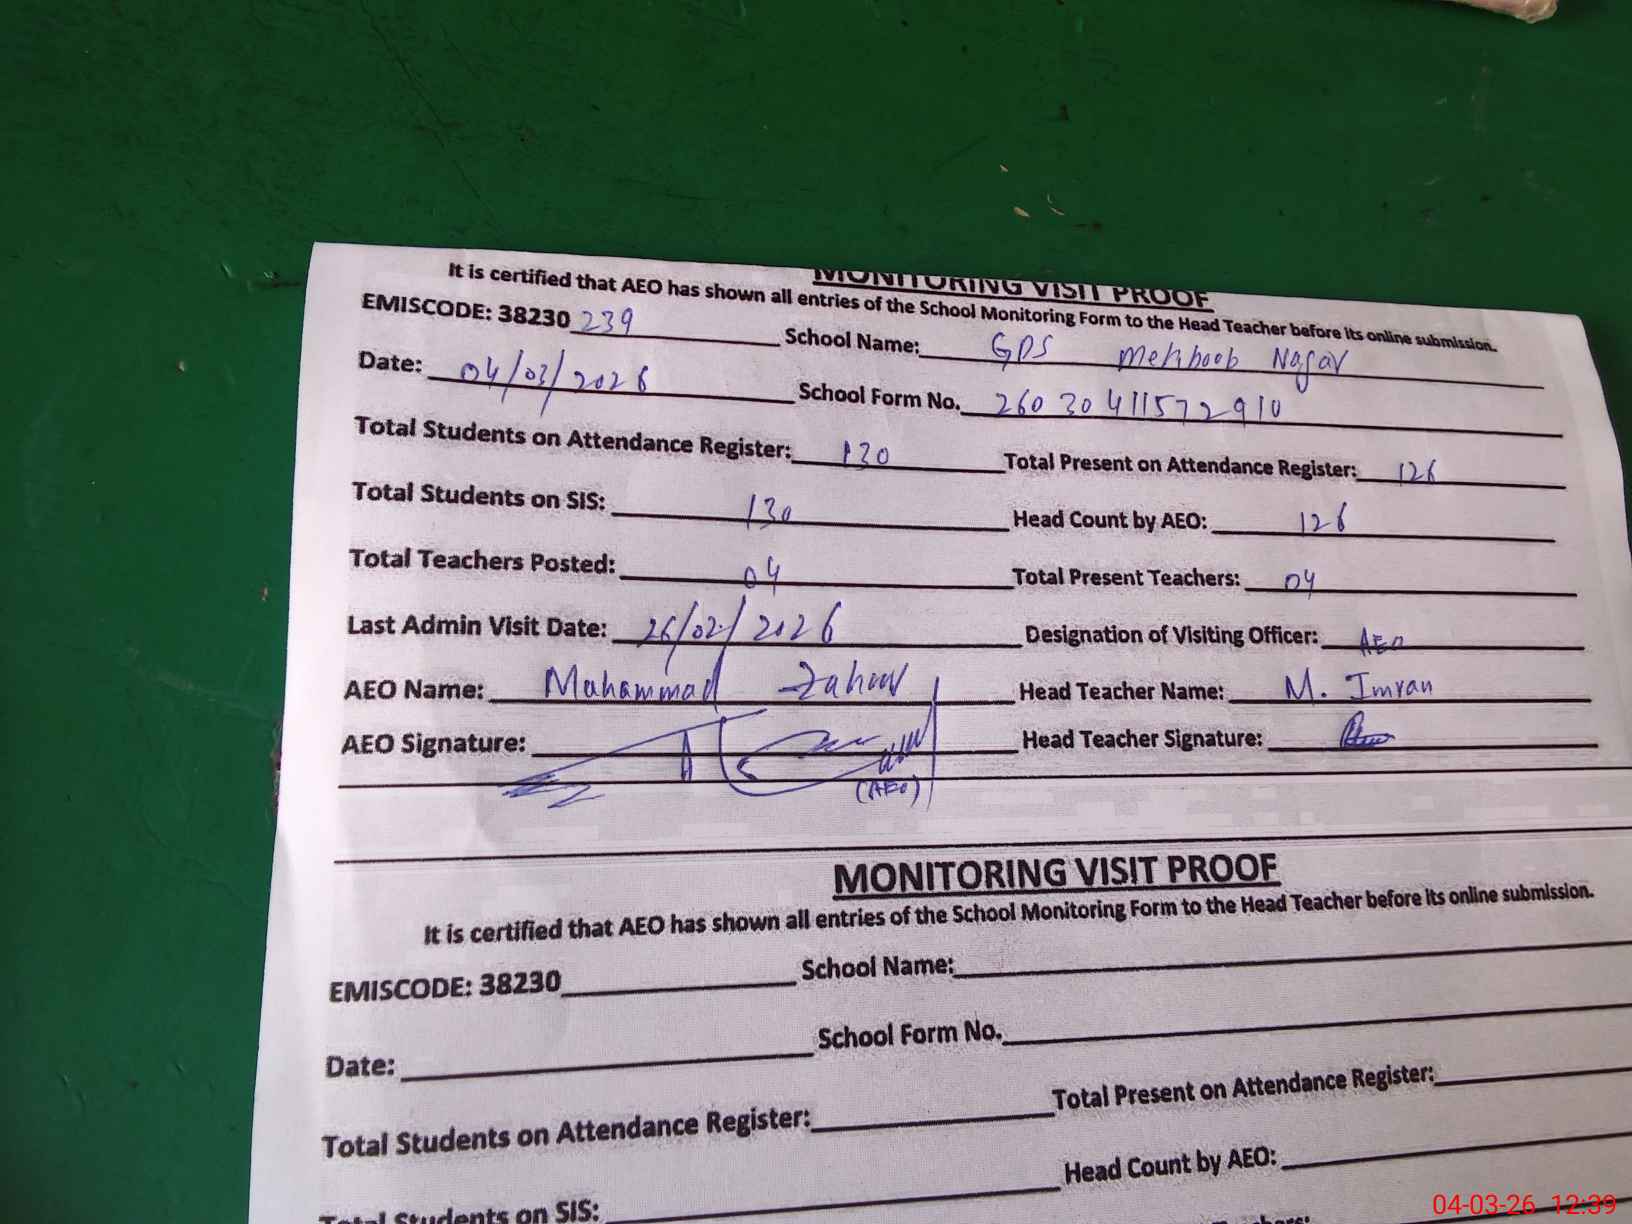 MONITORING VISIT PROOF
It is certified that AEO has shown all entries of the School Monitoring Form to the Head Teacher before its online submission.
EMISCODE: 38230 239 School Name: GPS Mehboob Nagar
Date: 04/03/2026 School Form No. 260 30 411572910
Total Students on Attendance Register: 130 Total Present on Attendance Register: 126
Total Students on SIS: 130 Head Count by AEO: 126
Total Teachers Posted: 04 Total Present Teachers: 04
Last Admin Visit Date: 26/02/2026 Designation of Visiting Officer: AEO
AEO Name: Muhammad Zahoor Head Teacher Name: M. Imran
AEO Signature: Head Teacher Signature:
(AEO)
MONITORING VISIT PROOF
It is certified that AEO has shown all entries of the School Monitoring Form to the Head Teacher before its online submission.
EMISCODE: 38230 School Name:
Date: School Form No.
Total Students on Attendance Register: Total Present on Attendance Register:
Total Students on SIS: Head Count by AEO:
04-03-26 12:39